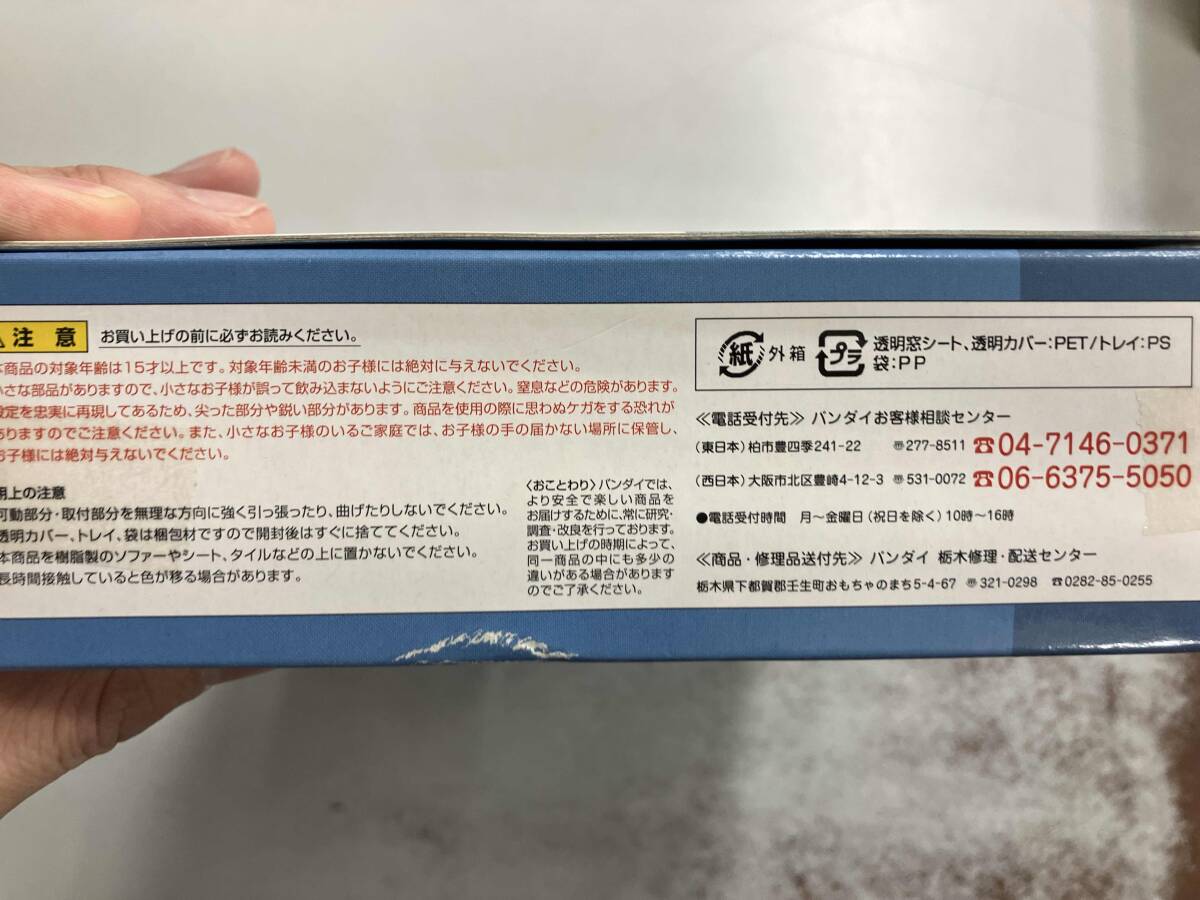 注意 お買い上げの前に必ずお読みください。
本商品の対象年齢は15才以上です。対象年齢未満のお子様には絶対に与えないでください。
小さな部品がありますので、小さなお子様が誤って飲み込まないようにご注意ください。窒息などの危険があります。
設定を忠実に再現してあるため、尖った部分や鋭い部分があります。商品を使用の際に思わぬケガをする恐れが
ありますのでご注意ください。また、小さなお子様のいるご家庭では、お子様の手の届かない場所に保管し、
お子様には絶対与えないでください。
用上の注意
可動部分・取付部分を無理な方向に強く引っ張ったり、曲げたりしないでください。
透明カバー、トレイ、袋は梱包材ですので開封後はすぐに捨ててください。
本商品を樹脂製のソファーやシート、タイルなどの上に置かないでください。
長時間接触していると色が移る場合があります。
〈おことわり〉バンダイでは、
より安全で楽しい商品を
お届けするために、常に研究・
調査・改良を行っております。
お買い上げの時期によって、
同一商品の中にも多少の
違いがある場合があります
のでご了承ください。
紙 外箱 プラ 透明窓シート、透明カバー:PET/トレイ:PS
袋:PP
≪電話受付先≫ バンダイお客様相談センター
(東日本)柏市豊四季241-22 〠277-8511 ☎04-7146-0371
(西日本)大阪市北区豊崎4-12-3 〠531-0072 ☎06-6375-5050
●電話受付時間 月〜金曜日(祝日を除く)10時〜16時
≪商品・修理品送付先≫ バンダイ 栃木修理・配送センター
栃木県下都賀郡壬生町おもちゃのまち5-4-67 〠321-0298 ☎0282-85-0255